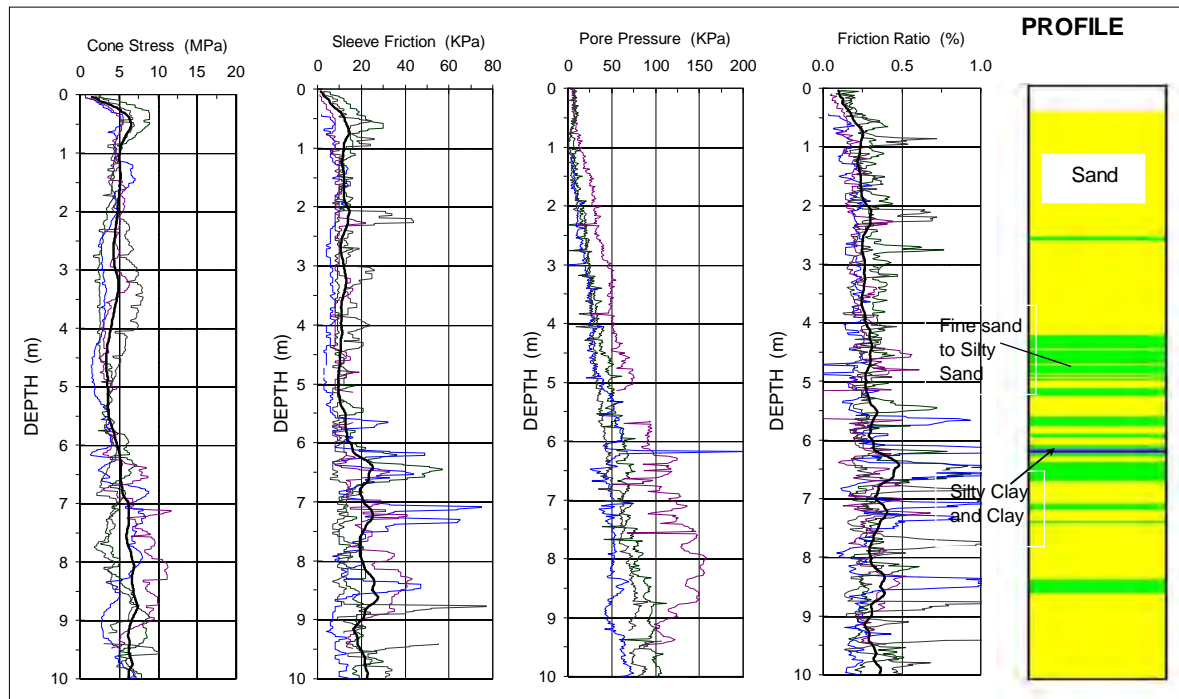 PROFILE
Cone Stress (MPa)
0 5 10 15 20
DEPTH (m)
0
1
2
3
4
5
6
7
8
9
10
Sleeve Friction (KPa)
0 20 40 60 80
DEPTH (m)
0
1
2
3
4
5
6
7
8
9
10
Pore Pressure (KPa)
0 50 100 150 200
DEPTH (m)
0
1
2
3
4
5
6
7
8
9
10
Friction Ratio (%)
0.0 0.5 1.0
DEPTH (m)
0
1
2
3
4
5
6
7
8
9
10
Sand
Fine sand
to Silty
Sand
Silty Clay
and Clay